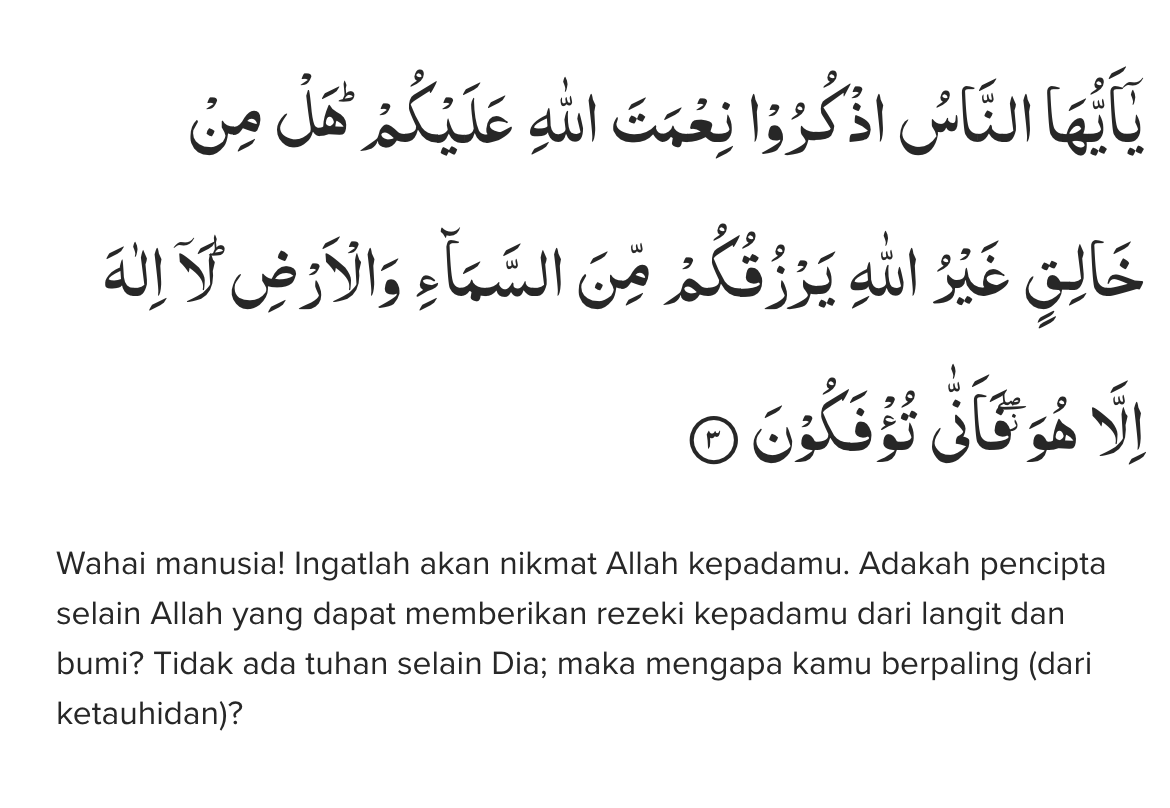 يٰٓاَيُّهَا النَّاسُ اذْكُرُوْا نِعْمَتَ اللّٰهِ عَلَيْكُمْۗ هَلْ مِنْ
خَالِقٍ غَيْرُ اللّٰهِ يَرْزُقُكُمْ مِّنَ السَّمَاۤءِ وَالْاَرْضِۗ لَآ اِلٰهَ
اِلَّا هُوَۖ فَاَنّٰى تُؤْفَكُوْنَ ٣
Wahai manusia! Ingatlah akan nikmat Allah kepadamu. Adakah pencipta
selain Allah yang dapat memberikan rezeki kepadamu dari langit dan
bumi? Tidak ada tuhan selain Dia; maka mengapa kamu berpaling (dari
ketauhidan)?